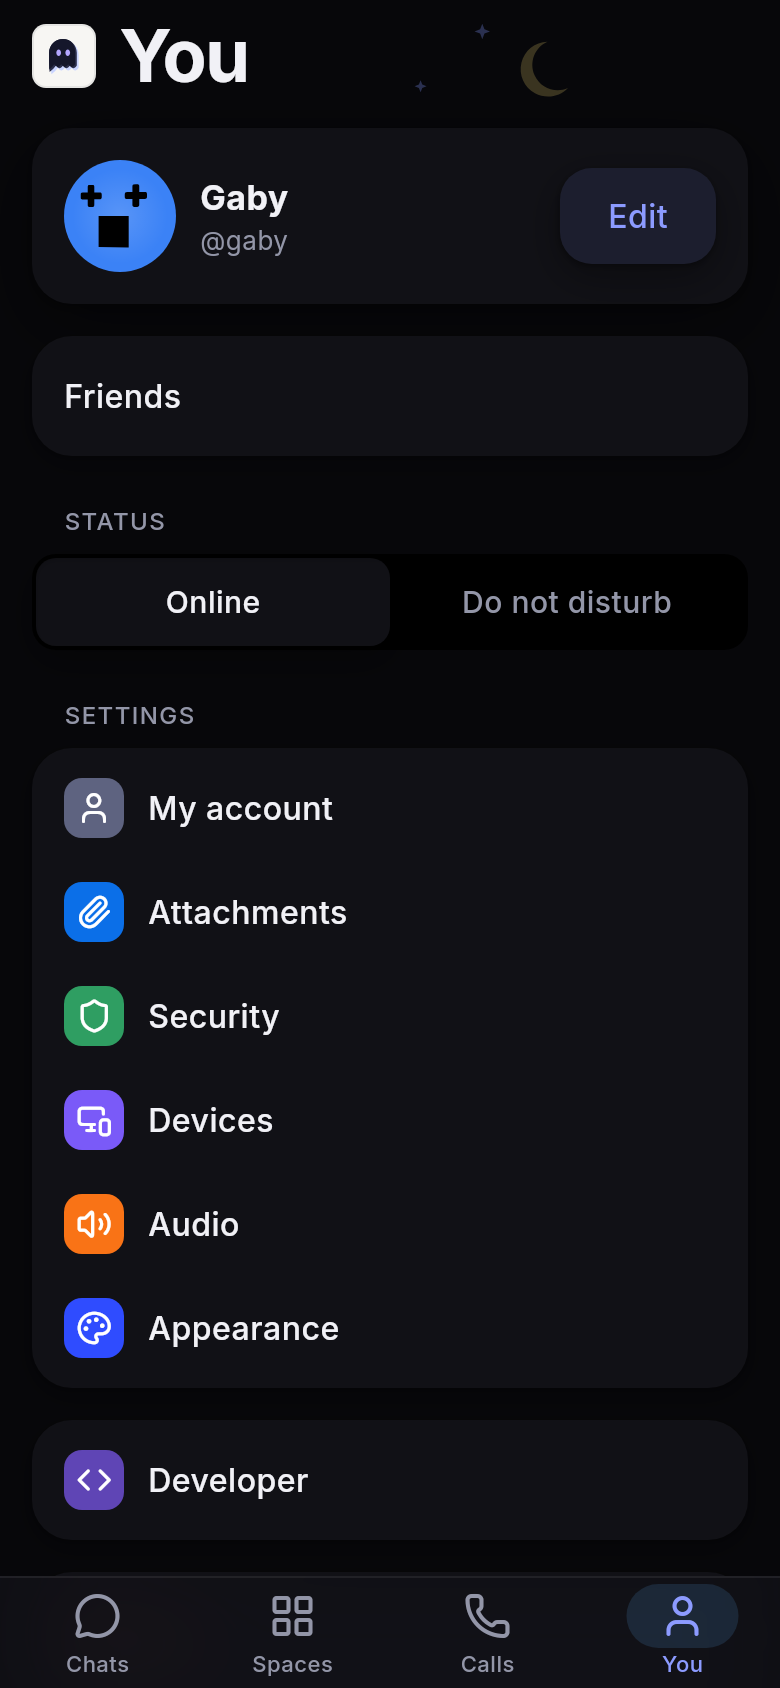 You
Gaby
@gaby
Edit
Friends
STATUS
Online
Do not disturb
SETTINGS
My account
Attachments
Security
Devices
Audio
Appearance
Developer
Chats
Spaces
Calls
You